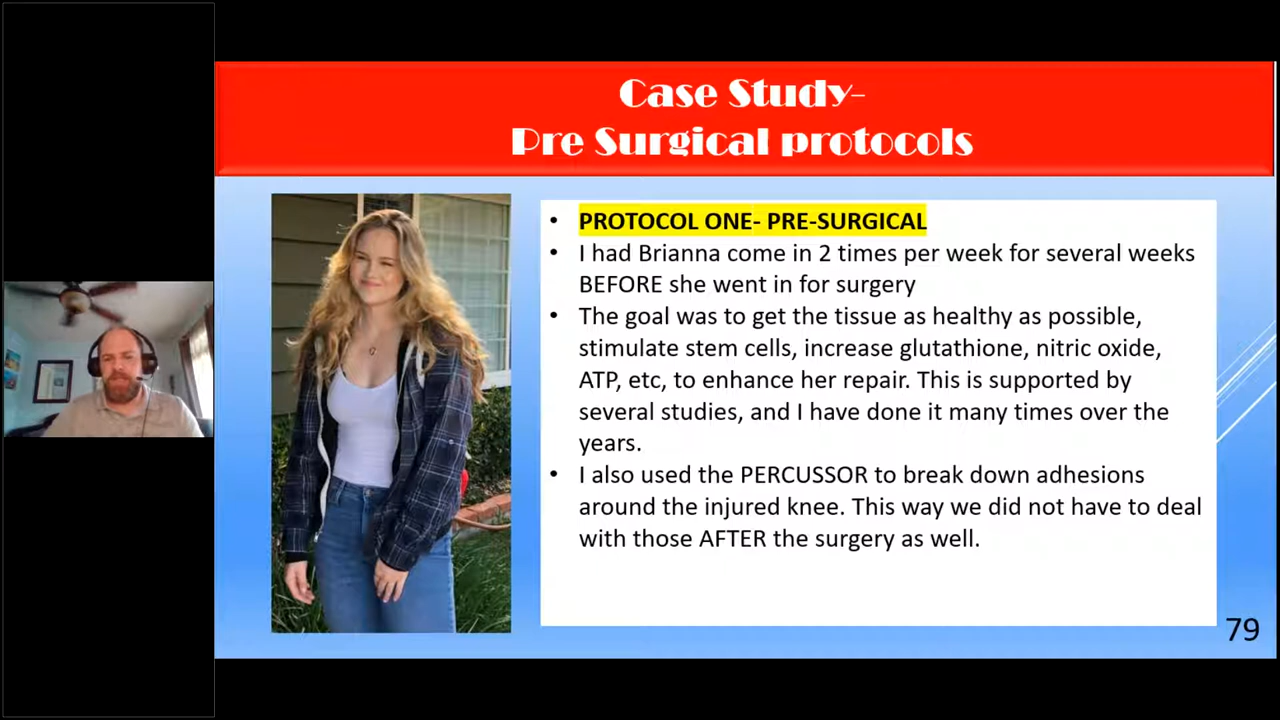 Case Study-
Pre Surgical protocols
• PROTOCOL ONE- PRE-SURGICAL
• I had Brianna come in 2 times per week for several weeks
BEFORE she went in for surgery
• The goal was to get the tissue as healthy as possible,
stimulate stem cells, increase glutathione, nitric oxide,
ATP, etc, to enhance her repair. This is supported by
several studies, and I have done it many times over the
years.
• I also used the PERCUSSOR to break down adhesions
around the injured knee. This way we did not have to deal
with those AFTER the surgery as well.
79